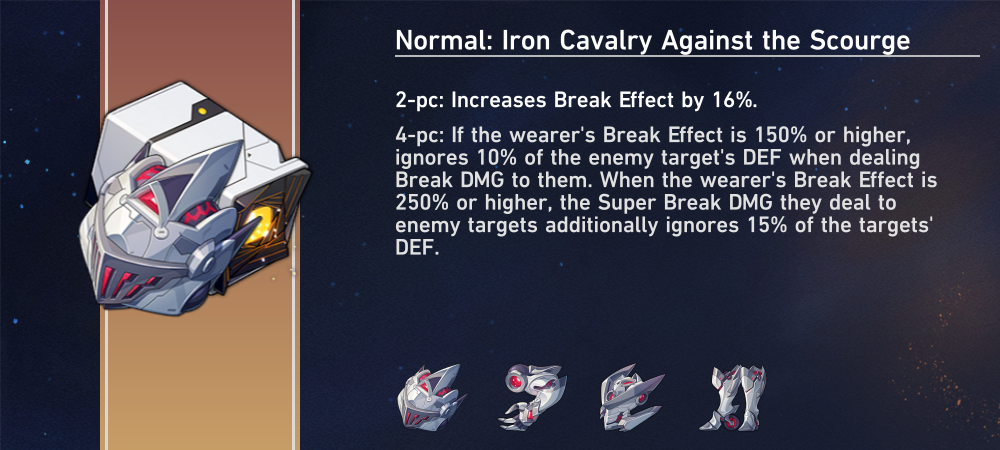 Normal: Iron Cavalry Against the Scourge
2-pc: Increases Break Effect by 16%.
4-pc: If the wearer's Break Effect is 150% or higher,
ignores 10% of the enemy target's DEF when dealing
Break DMG to them. When the wearer's Break Effect is
250% or higher, the Super Break DMG they deal to
enemy targets additionally ignores 15% of the targets'
DEF.